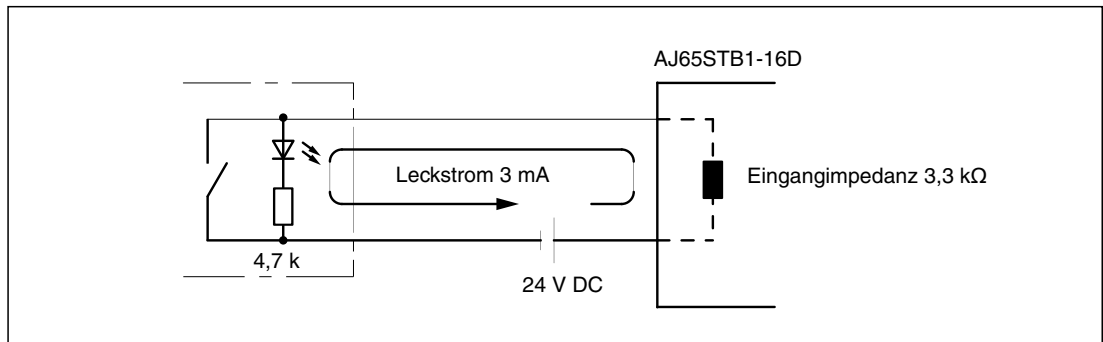 AJ65STB1-16D
Leckstrom 3 mA
Eingangimpedanz 3,3 kΩ
4,7 k
24 V DC